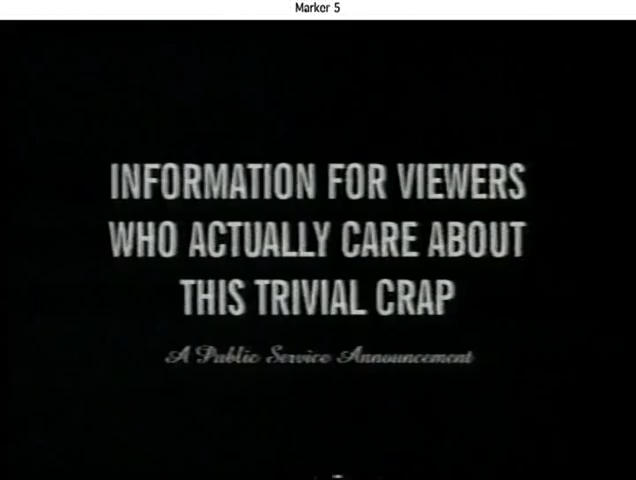 Marker 5
INFORMATION FOR VIEWERS
WHO ACTUALLY CARE ABOUT
THIS TRIVIAL CRAP
A Public Service Announcement